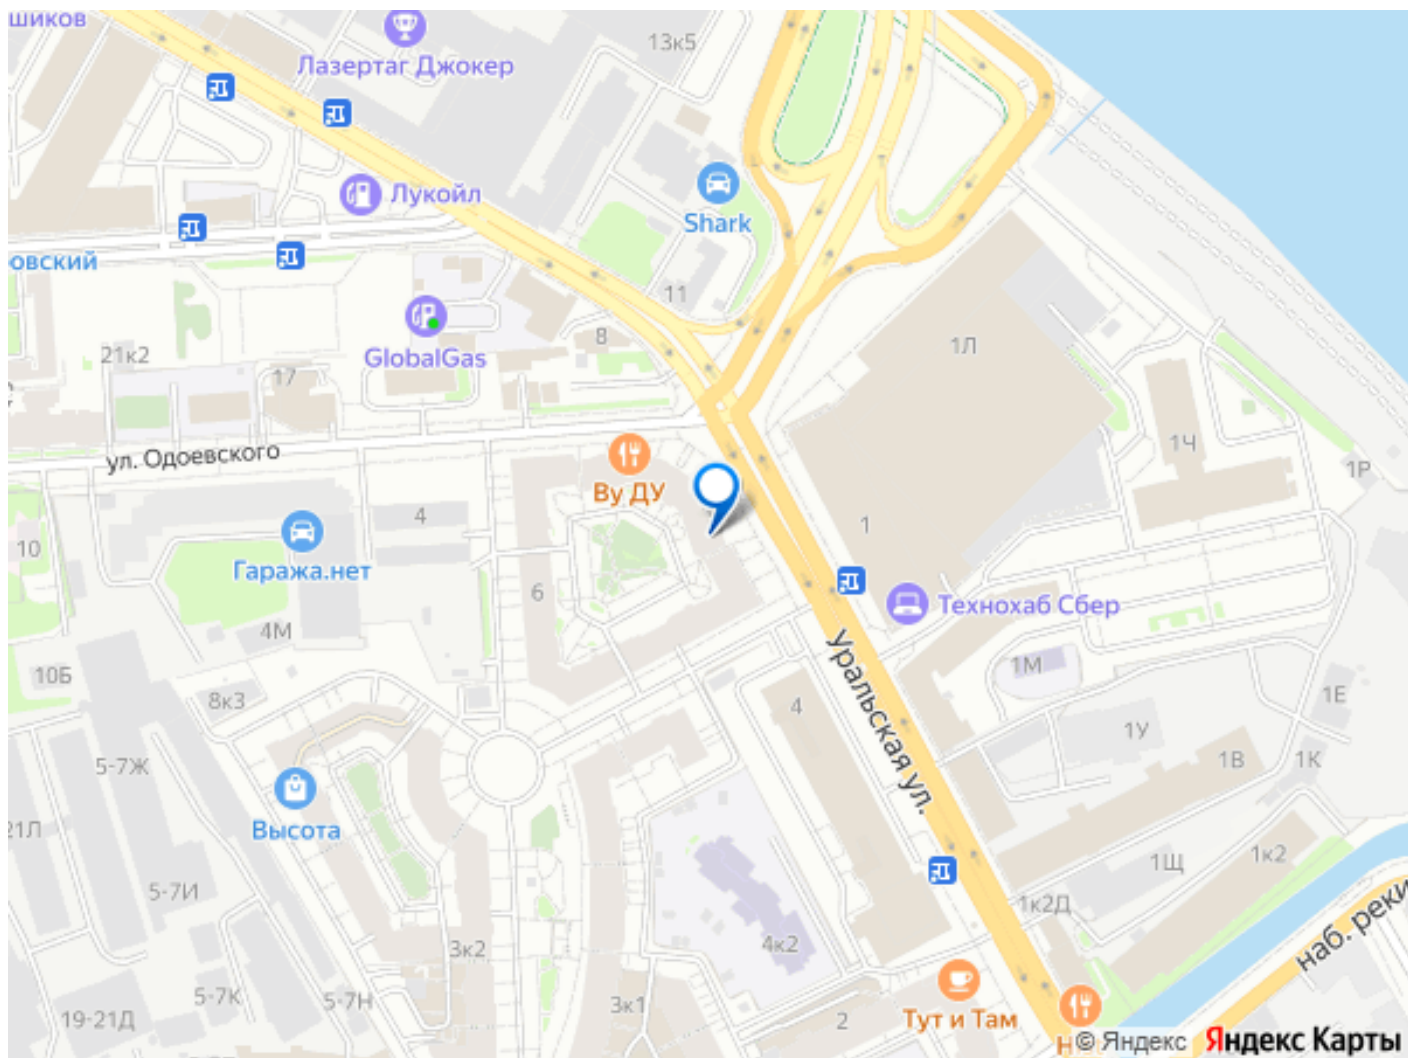 шиков
13к5
Лазертаг Джокер
Лукойл
Shark
овский
11
8
21к2
GlobalGas
17
1Л
ул. Одоевского
Ву ДУ
1Ч
1Р
4
1
10
Гаража.нет
6
Технохаб Сбер
4М
10Б
8к3
1М
1Е
4
Уральская ул.
1У
1В
1К
5-7Ж
21Л
Высота
5-7И
1Щ
1к2
1к2Д
наб. реки
3к2
4к2
5-7К
5-7Н
19-21Д
3к1
2
Тут и Там
© Яндекс
Яндекс Карты